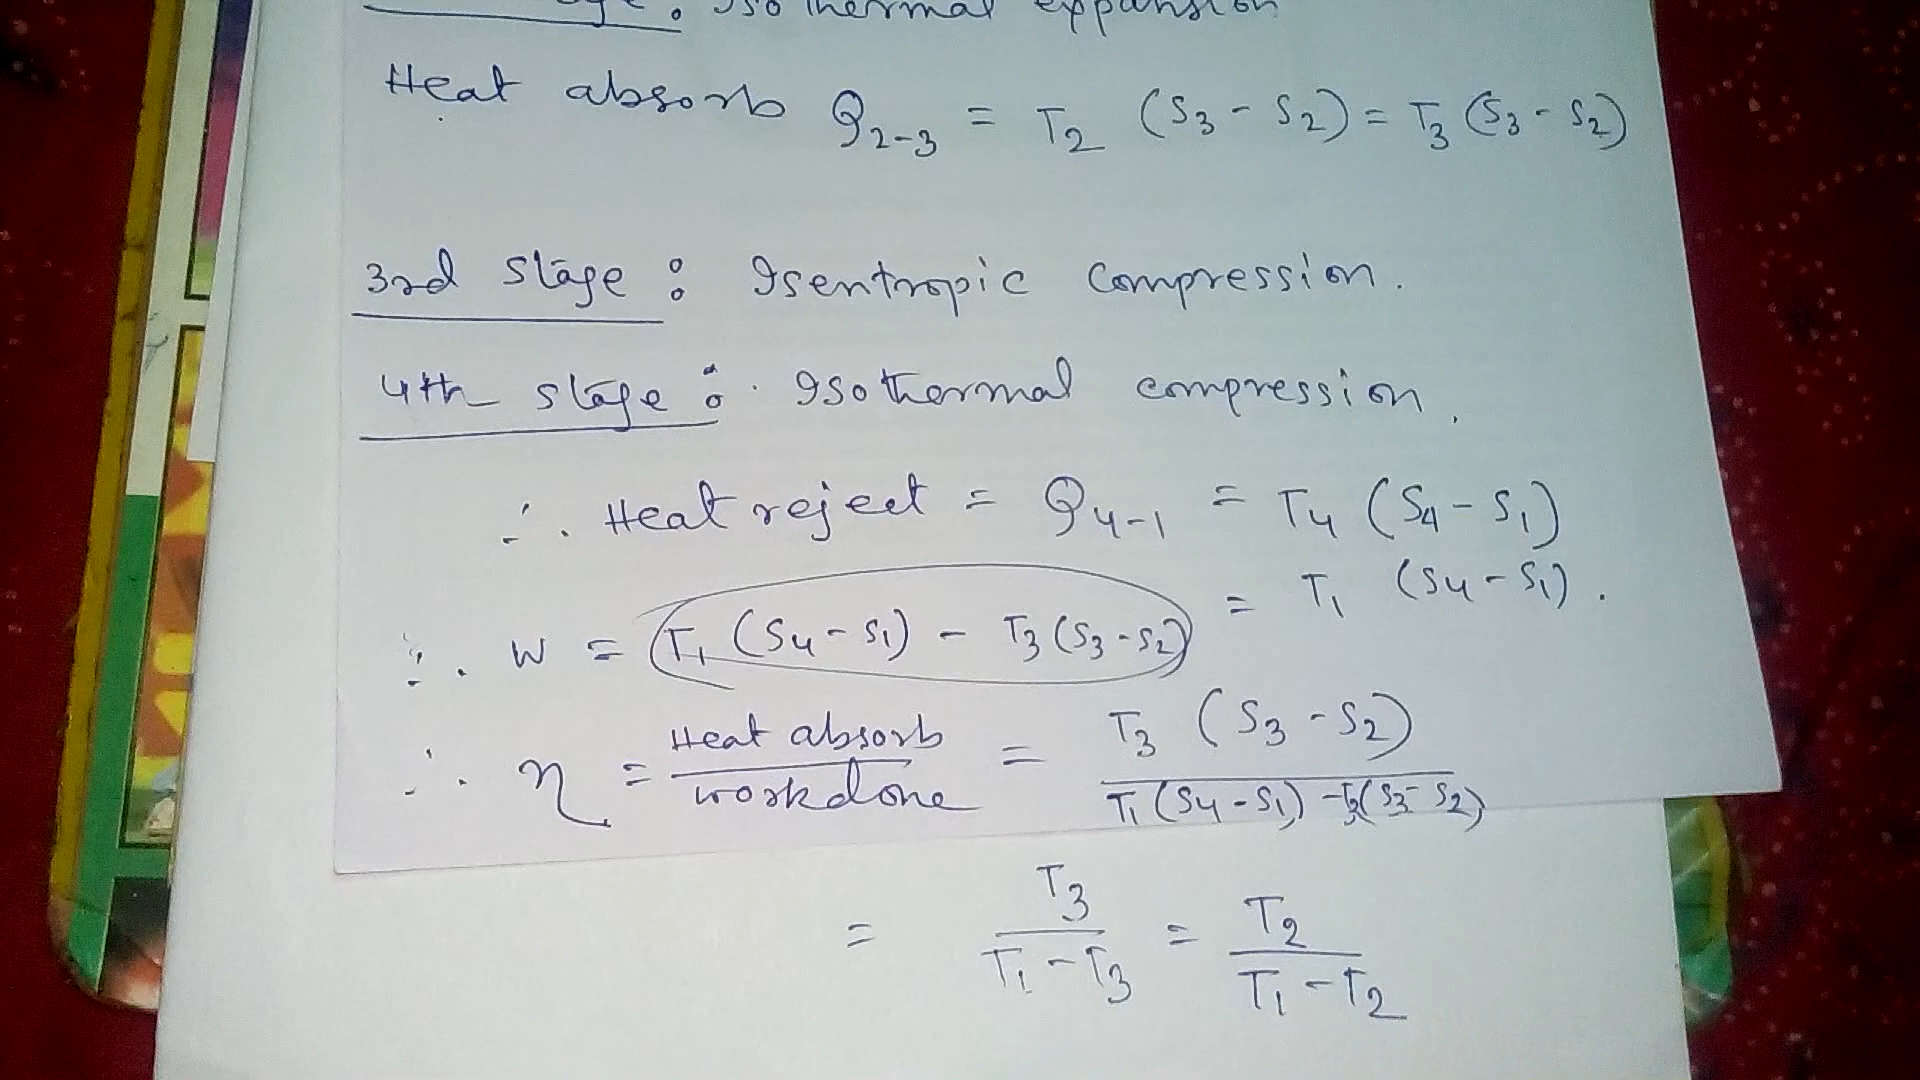 : Isothermal expansion
Heat absorb Q2-3 = T2 (S3 - S2) = T3 (S3 - S2)
3rd stage : Isentropic compression.
4th stage : Isothermal compression.
∴ Heat reject = Q4-1 = T4 (S4 - S1)
= T1 (S4 - S1).
∴ W = T1 (S4 - S1) - T3 (S3 - S2)
∴ η = Heat absorb / workdone = T3 (S3 - S2) / T1 (S4 - S1) - T3 (S3 - S2)
= T3 / T1 - T3 = T2 / T1 - T2